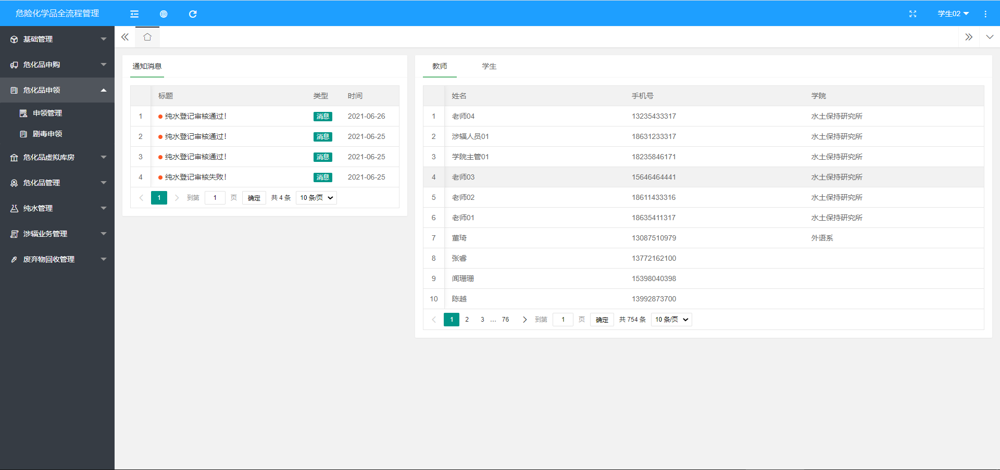 危险化学品全流程管理
学生02
基础管理
危化品申购
危化品申领
申领管理
剧毒申领
危化品虚拟库房
危化品管理
纯水管理
涉辐业务管理
废弃物回收管理
通知消息
标题 类型 时间
1 纯水登记审核通过! 消息 2021-06-26
2 纯水登记审核通过! 消息 2021-06-25
3 纯水登记审核通过! 消息 2021-06-25
4 纯水登记审核失败! 消息 2021-06-25
1 到第 1 页 确定 共 4 条 10 条/页
教师 学生
姓名 手机号 学院
1 老师04 13235433317 水土保持研究所
2 涉辐人员01 18631233317 水土保持研究所
3 学院主管01 18235846171 水土保持研究所
4 老师03 15646464441 水土保持研究所
5 老师02 18611433316 水土保持研究所
6 老师01 18635411317 水土保持研究所
7 董琦 13087510979 外语系
8 张睿 13772162100
9 闻珊珊 15398040398
10 陈越 13992873700
1 2 3 … 76 到第 1 页 确定 共 754 条 10 条/页